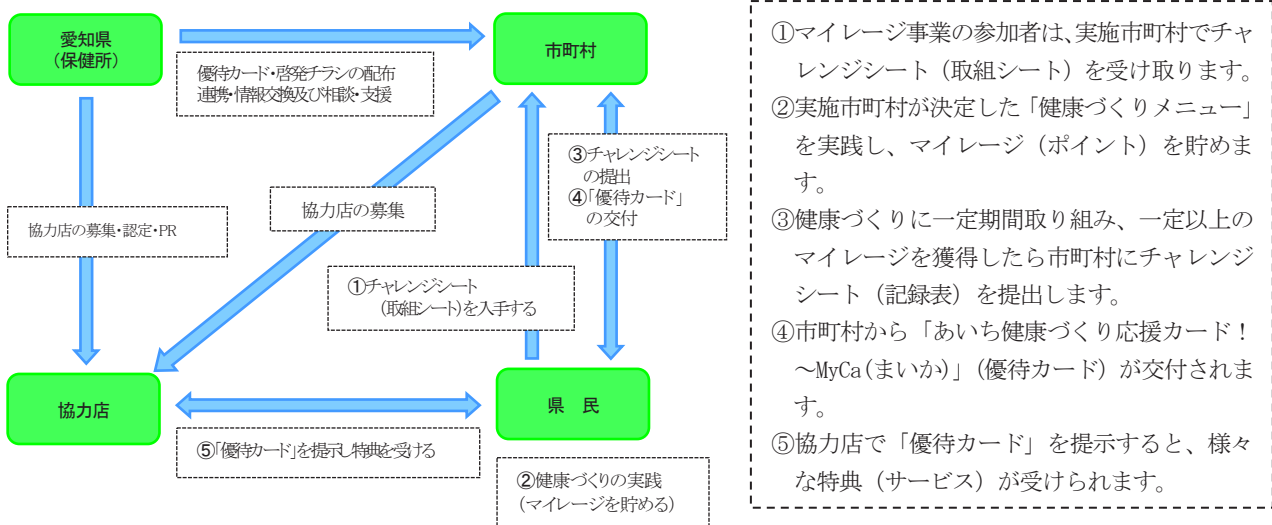 愛知県
(保健所)
市町村
優待カード・啓発チラシの配布
連携・情報交換及び相談・支援
③チャレンジシート
の提出
④「優待カード」
の交付
協力店の募集
協力店の募集・認定・PR
①チャレンジシート
(取組シート)を入手する
協力店
県　民
⑤「優待カード」を提示し特典を受ける
②健康づくりの実践
(マイレージを貯める)
①マイレージ事業の参加者は、実施市町村でチャ
レンジシート（取組シート）を受け取ります。
②実施市町村が決定した「健康づくりメニュー」
を実践し、マイレージ（ポイント）を貯めま
す。
③健康づくりに一定期間取り組み、一定以上の
マイレージを獲得したら市町村にチャレンジ
シート（記録表）を提出します。
④市町村から「あいち健康づくり応援カード！
～MyCa(まいか)」（優待カード）が交付されま
す。
⑤協力店で「優待カード」を提示すると、様々
な特典（サービス）が受けられます。